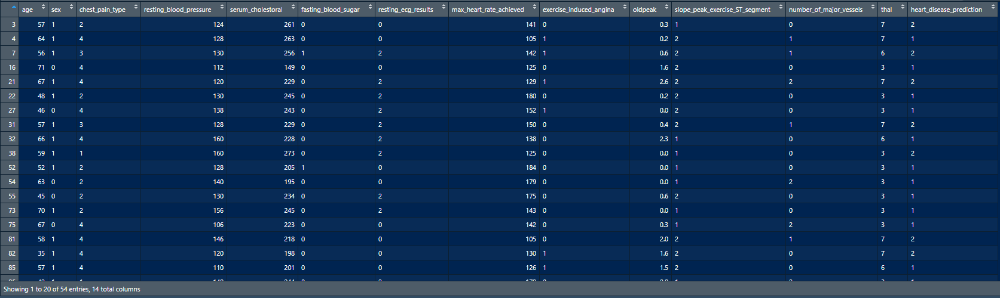 age sex chest_pain_type resting_blood_pressure serum_cholestoral fasting_blood_sugar resting_ecg_results max_heart_rate_achieved exercise_induced_angina oldpeak slope_peak_exercise_ST_segment number_of_major_vessels thal heart_disease_prediction
3 57 1 2 124 261 0 0 141 0 0.3 1 0 7 2
4 64 1 4 128 263 0 0 105 1 0.2 2 1 7 1
7 56 1 3 130 256 1 2 142 1 0.6 2 1 6 2
16 71 0 4 112 149 0 0 125 0 1.6 2 0 3 1
21 67 1 4 120 229 0 2 129 1 2.6 2 2 7 2
22 48 1 2 130 245 0 2 180 0 0.2 2 0 3 1
27 46 0 4 138 243 0 2 152 1 0.0 2 0 3 1
31 57 1 3 128 229 0 2 150 0 0.4 2 1 7 2
32 66 1 4 160 228 0 2 138 0 2.3 1 0 6 1
38 59 1 1 160 273 0 2 125 0 0.0 1 0 3 2
52 52 1 2 128 205 1 0 184 0 0.0 1 0 3 1
54 63 0 2 140 195 0 0 179 0 0.0 1 2 3 1
55 45 0 2 130 234 0 2 175 0 0.6 2 0 3 1
73 70 1 2 156 245 0 2 143 0 0.0 1 0 3 1
75 67 0 4 106 223 0 0 142 0 0.3 1 2 3 1
81 58 1 4 146 218 0 0 105 0 2.0 2 1 7 2
82 35 1 4 120 198 0 0 130 1 1.6 2 0 7 2
85 57 1 4 110 201 0 0 126 1 1.5 2 0 6 1
Showing 1 to 20 of 54 entries, 14 total columns